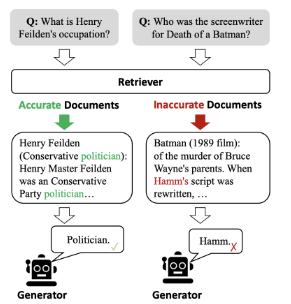 Q: What is Henry
Feilden's occupation?
Q: Who was the screenwriter
for Death of a Batman?
Retriever
Accurate Documents
Inaccurate Documents
Henry Feilden
(Conservative politician):
Henry Master Feilden
was an Conservative
Party politician…
Batman (1989 film):
of the murder of Bruce
Wayne's parents. When
Hamm's script was
rewritten, …
Politician.✓
Hamm.✗
Generator
Generator